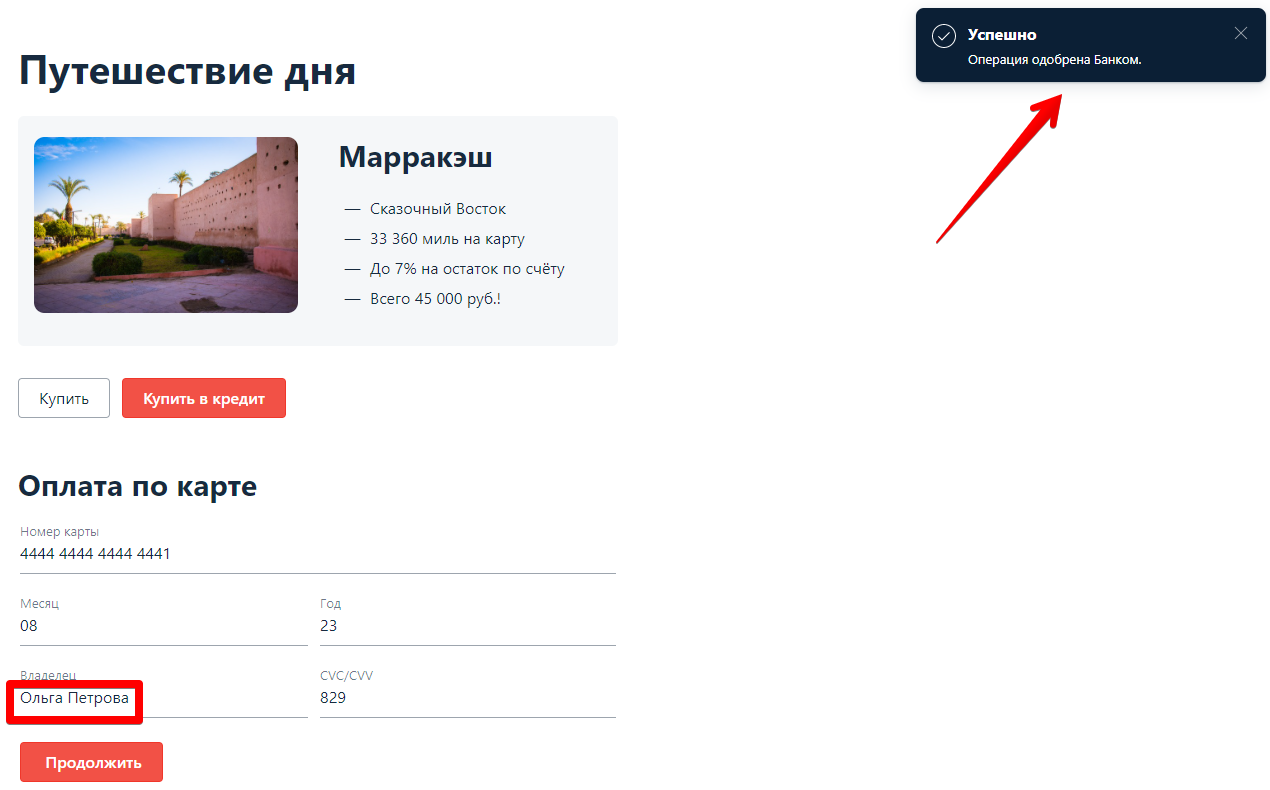 Путешествие дня
Марракэш
— Сказочный Восток
— 33 360 миль на карту
— До 7% на остаток по счёту
— Всего 45 000 руб.!
Купить
Купить в кредит
Оплата по карте
Номер карты
4444 4444 4444 4441
Месяц
Год
08
23
Владелец
CVC/CVV
Ольга Петрова
829
Продолжить
Успешно
Операция одобрена Банком.